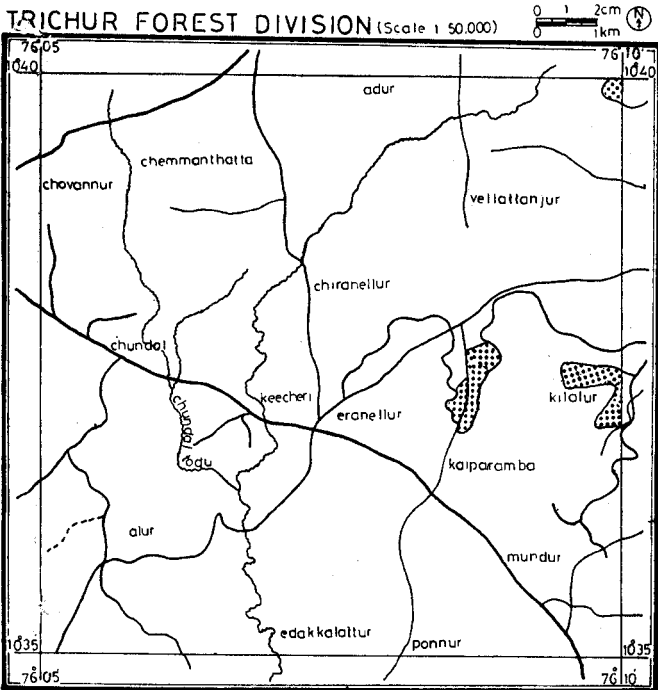 TRICHUR FOREST DIVISION (Scale 1 50,000)
0 1 2cm
0 1km
N
76°05
76°10'
10°40
10°40
adur
chemmanthatta
chovannur
vellattanjur
chiranellur
chundal
keecheri
kilalur
eranellur
chundal todu
kaiparamba
alur
mundur
edakkalattur
ponnur
10°35
10°35
76°05
76°10'